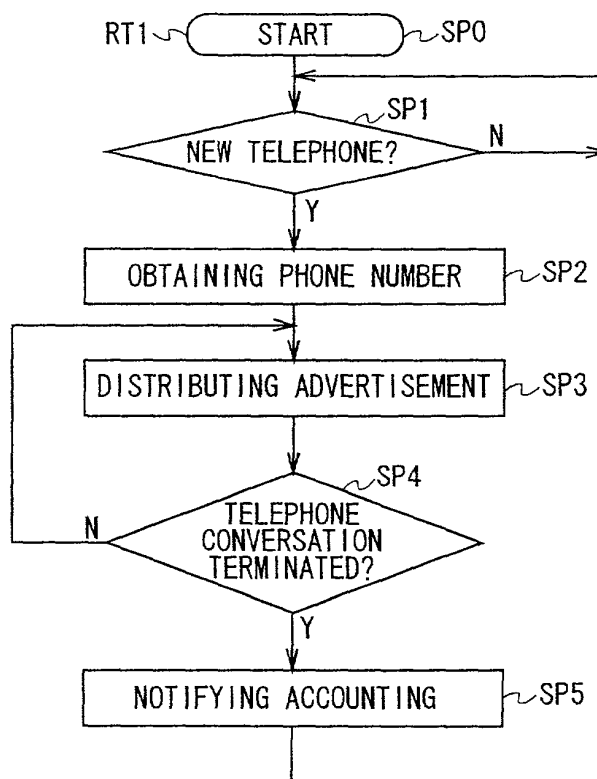 RT1 START SP0
SP1
NEW TELEPHONE? N
Y
OBTAINING PHONE NUMBER SP2
DISTRIBUTING ADVERTISEMENT SP3
SP4
N TELEPHONE
CONVERSATION
TERMINATED?
Y
NOTIFYING ACCOUNTING SP5